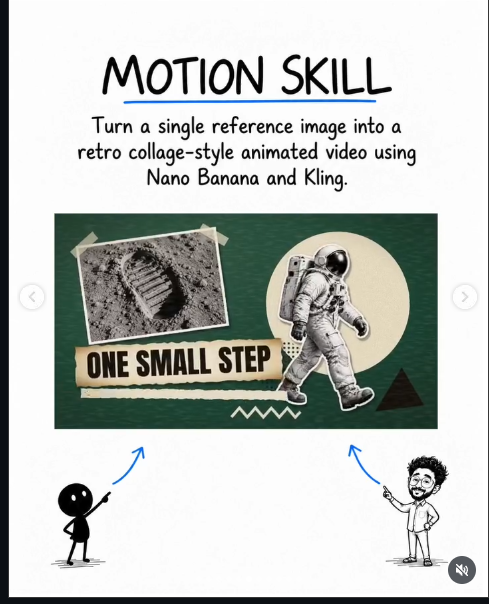 MOTION SKILL
Turn a single reference image into a
retro collage-style animated video using
Nano Banana and Kling.
ONE SMALL STEP